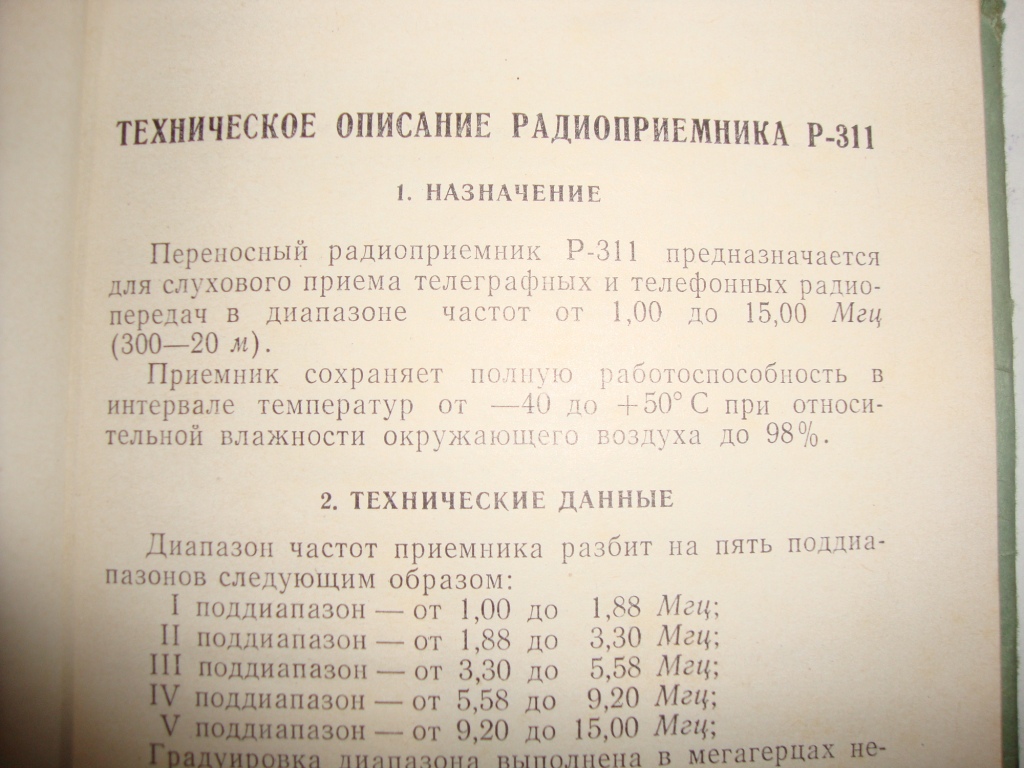 ТЕХНИЧЕСКОЕ ОПИСАНИЕ РАДИОПРИЕМНИКА Р-311
1. НАЗНАЧЕНИЕ
Переносный радиоприемник Р-311 предназначается
для слухового приема телеграфных и телефонных радио-
передач в диапазоне частот от 1,00 до 15,00 Мгц
(300—20 м).
Приемник сохраняет полную работоспособность в
интервале температур от —40 до +50° С при относи-
тельной влажности окружающего воздуха до 98%.
2. ТЕХНИЧЕСКИЕ ДАННЫЕ
Диапазон частот приемника разбит на пять поддиа-
пазонов следующим образом:
I поддиапазон — от 1,00 до 1,88 Мгц;
II поддиапазон — от 1,88 до 3,30 Мгц;
III поддиапазон — от 3,30 до 5,58 Мгц;
IV поддиапазон — от 5,58 до 9,20 Мгц;
V поддиапазон — от 9,20 до 15,00 Мгц;
Градуировка диапазона выполнена в мегагерцах не-